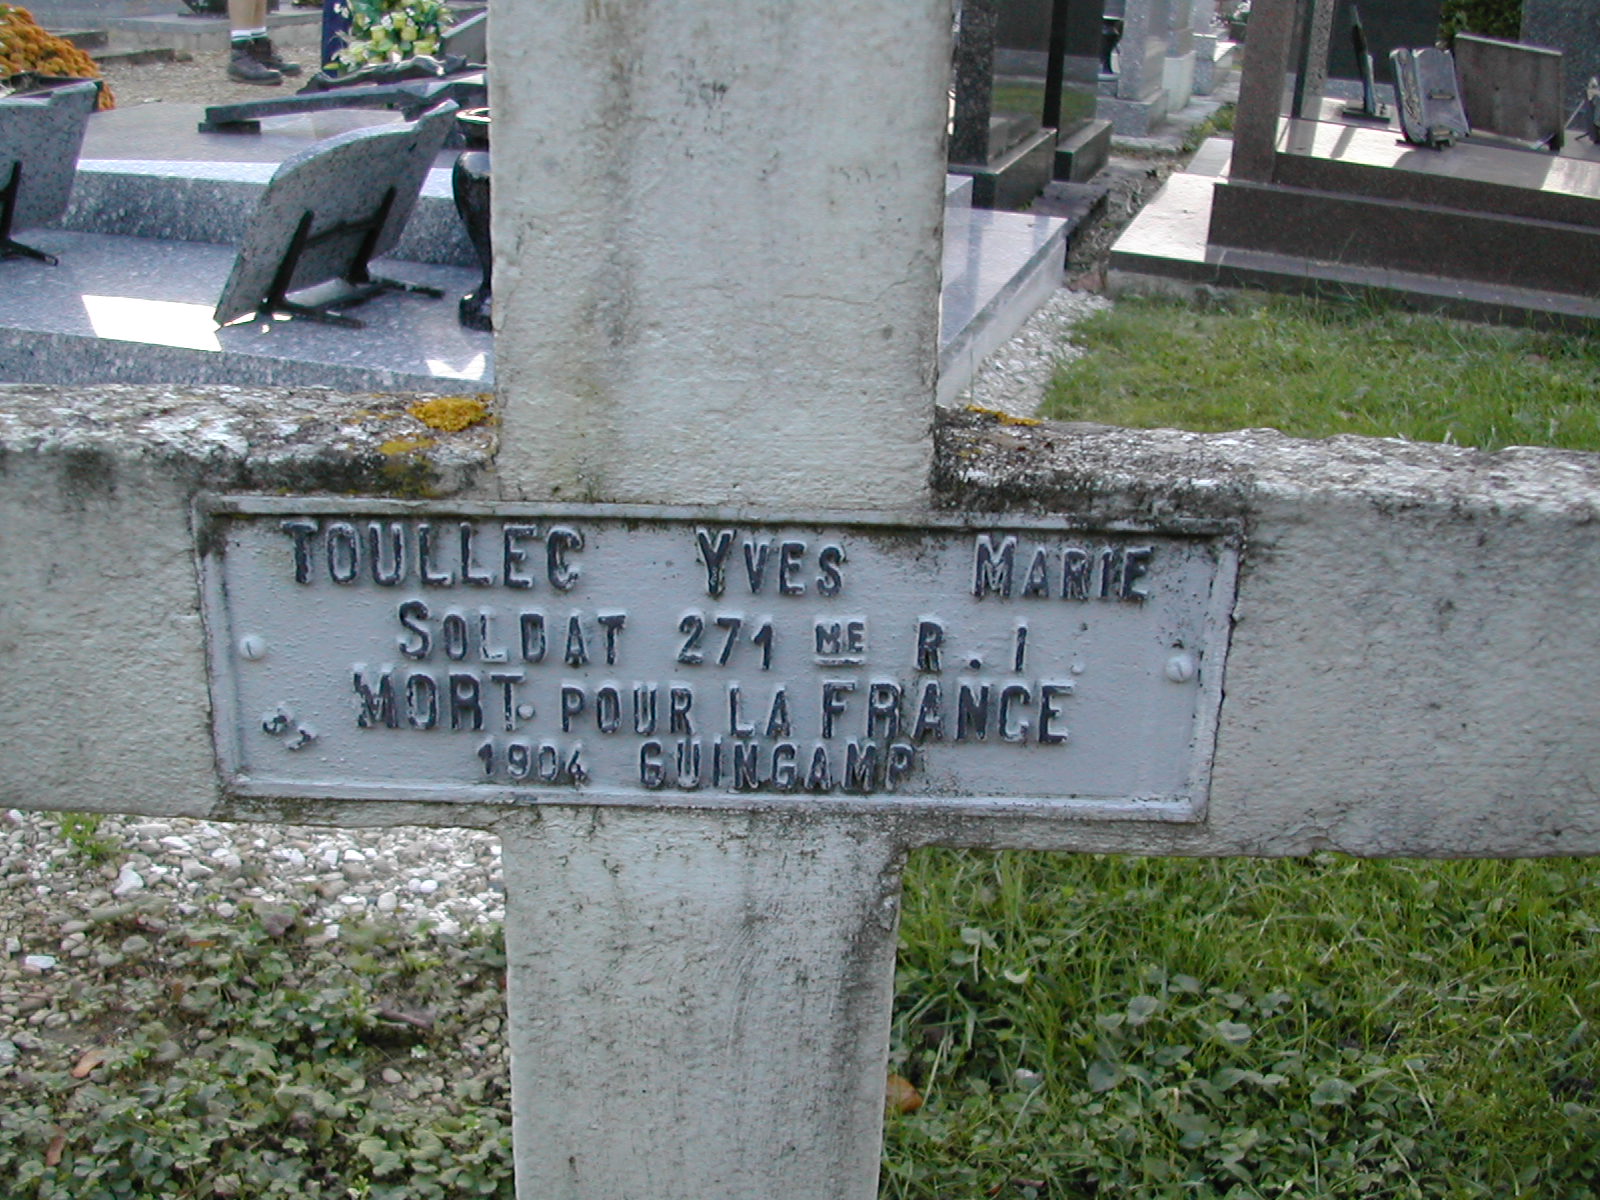 TOULLEC YVES MARIE
SOLDAT 271 ME R.I.
MORT POUR LA FRANCE
1904 GUINGAMP